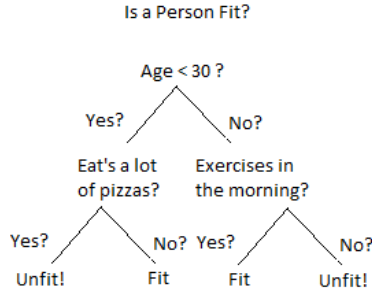 Is a Person Fit?
Age < 30 ?
Yes?
No?
Eat's a lot
of pizzas?
Exercises in
the morning?
Yes?
No?
Yes?
No?
Unfit!
Fit
Fit
Unfit!